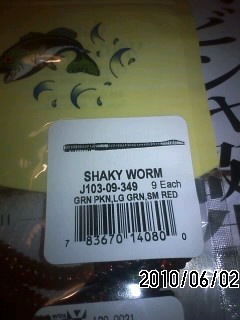 SHAKY WORM
J103-09-349 9 Each
GRN PKN,LG GRN,SM RED
7 83670 14080 0
2010/06/02